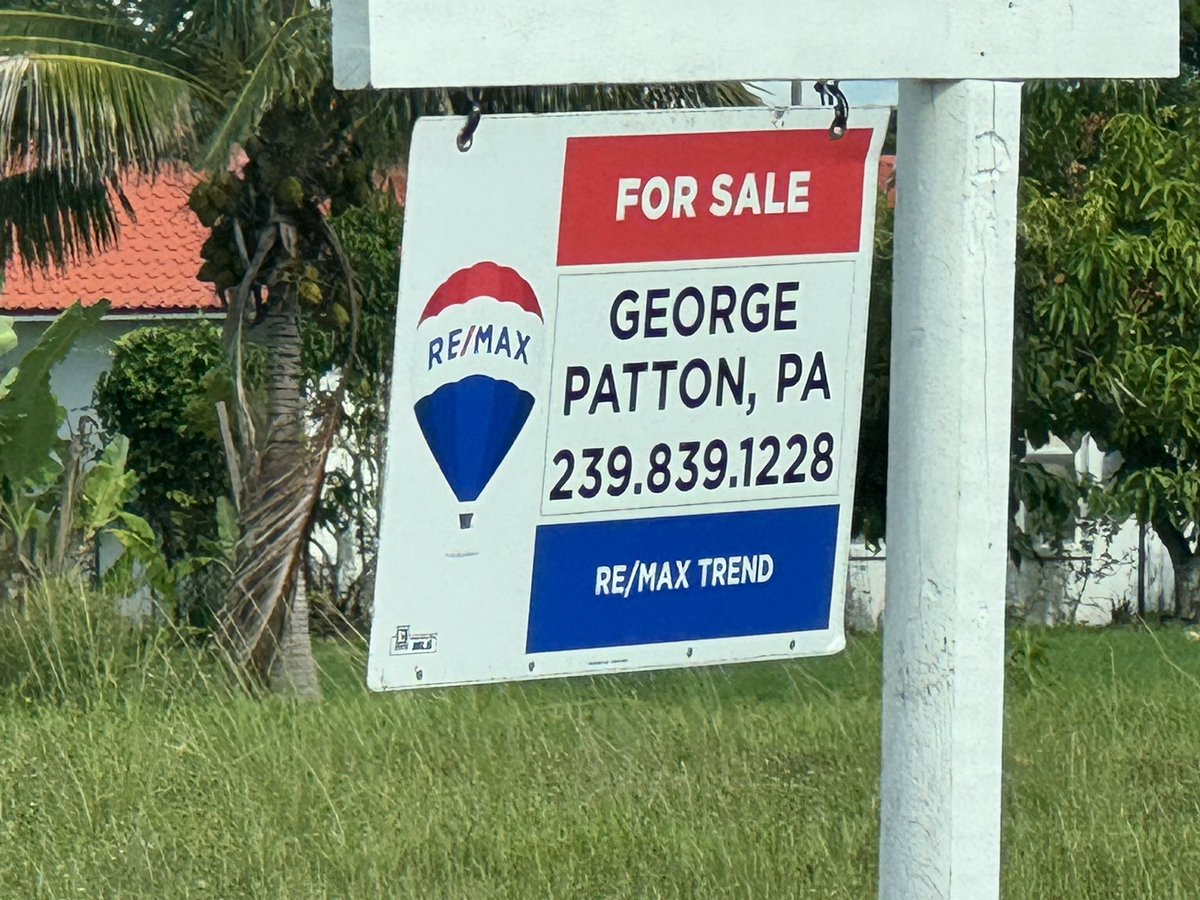 FOR SALE
RE/MAX
GEORGE
PATTON, PA
239.839.1228
RE/MAX TREND